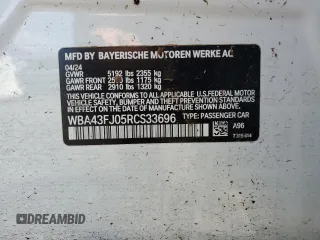 MFD BY BAYERISCHE MOTOREN WERKE AG
04/24
GVWR 5192 lbs 2355 kg
GAWR FRONT lbs 1175 kg
GAWR REAR 2910 lbs 1320 kg
THIS VEHICLE CONFORMS TO ALL APPLICABLE
FEDERAL MOTOR VEHICLE SAFETY, BUMPER, AND THEFT
PREVENTION STANDARDS IN EFFECT ON THE DATE OF
MANUFACTURE SHOWN ABOVE.
WBA43FJ05RCS33696
TYPE: PASSENGER CAR
A96
DREAMBID